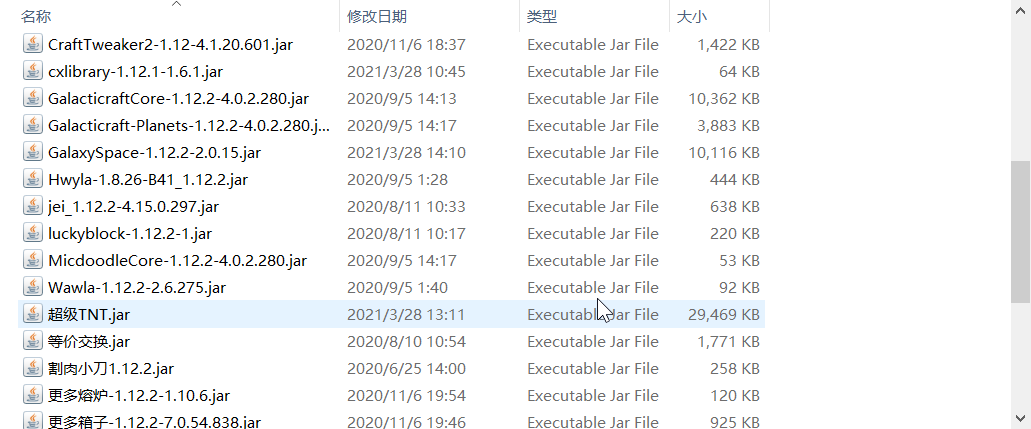 名称 修改日期 类型 大小
CraftTweaker2-1.12-4.1.20.601.jar 2020/11/6 18:37 Executable Jar File 1,422 KB
cxlibrary-1.12.1-1.6.1.jar 2021/3/28 10:45 Executable Jar File 64 KB
GalacticraftCore-1.12.2-4.0.2.280.jar 2020/9/5 14:13 Executable Jar File 10,362 KB
Galacticraft-Planets-1.12.2-4.0.2.280.j... 2020/9/5 14:17 Executable Jar File 3,883 KB
GalaxySpace-1.12.2-2.0.15.jar 2021/3/28 14:10 Executable Jar File 10,116 KB
Hwyla-1.8.26-B41_1.12.2.jar 2020/9/5 1:28 Executable Jar File 444 KB
jei_1.12.2-4.15.0.297.jar 2020/8/11 10:33 Executable Jar File 638 KB
luckyblock-1.12.2-1.jar 2020/8/11 10:17 Executable Jar File 220 KB
MicdoodleCore-1.12.2-4.0.2.280.jar 2020/9/5 14:17 Executable Jar File 53 KB
Wawla-1.12.2-2.6.275.jar 2020/9/5 1:40 Executable Jar File 92 KB
超级TNT.jar 2021/3/28 13:11 Executable Jar File 29,469 KB
等价交换.jar 2020/8/10 10:54 Executable Jar File 1,771 KB
割肉小刀1.12.2.jar 2020/6/25 14:00 Executable Jar File 258 KB
更多熔炉-1.12.2-1.10.6.jar 2020/11/6 19:54 Executable Jar File 120 KB
更多箱子-1.12.2-7.0.54.838.jar 2020/11/6 19:46 Executable Jar File 925 KB